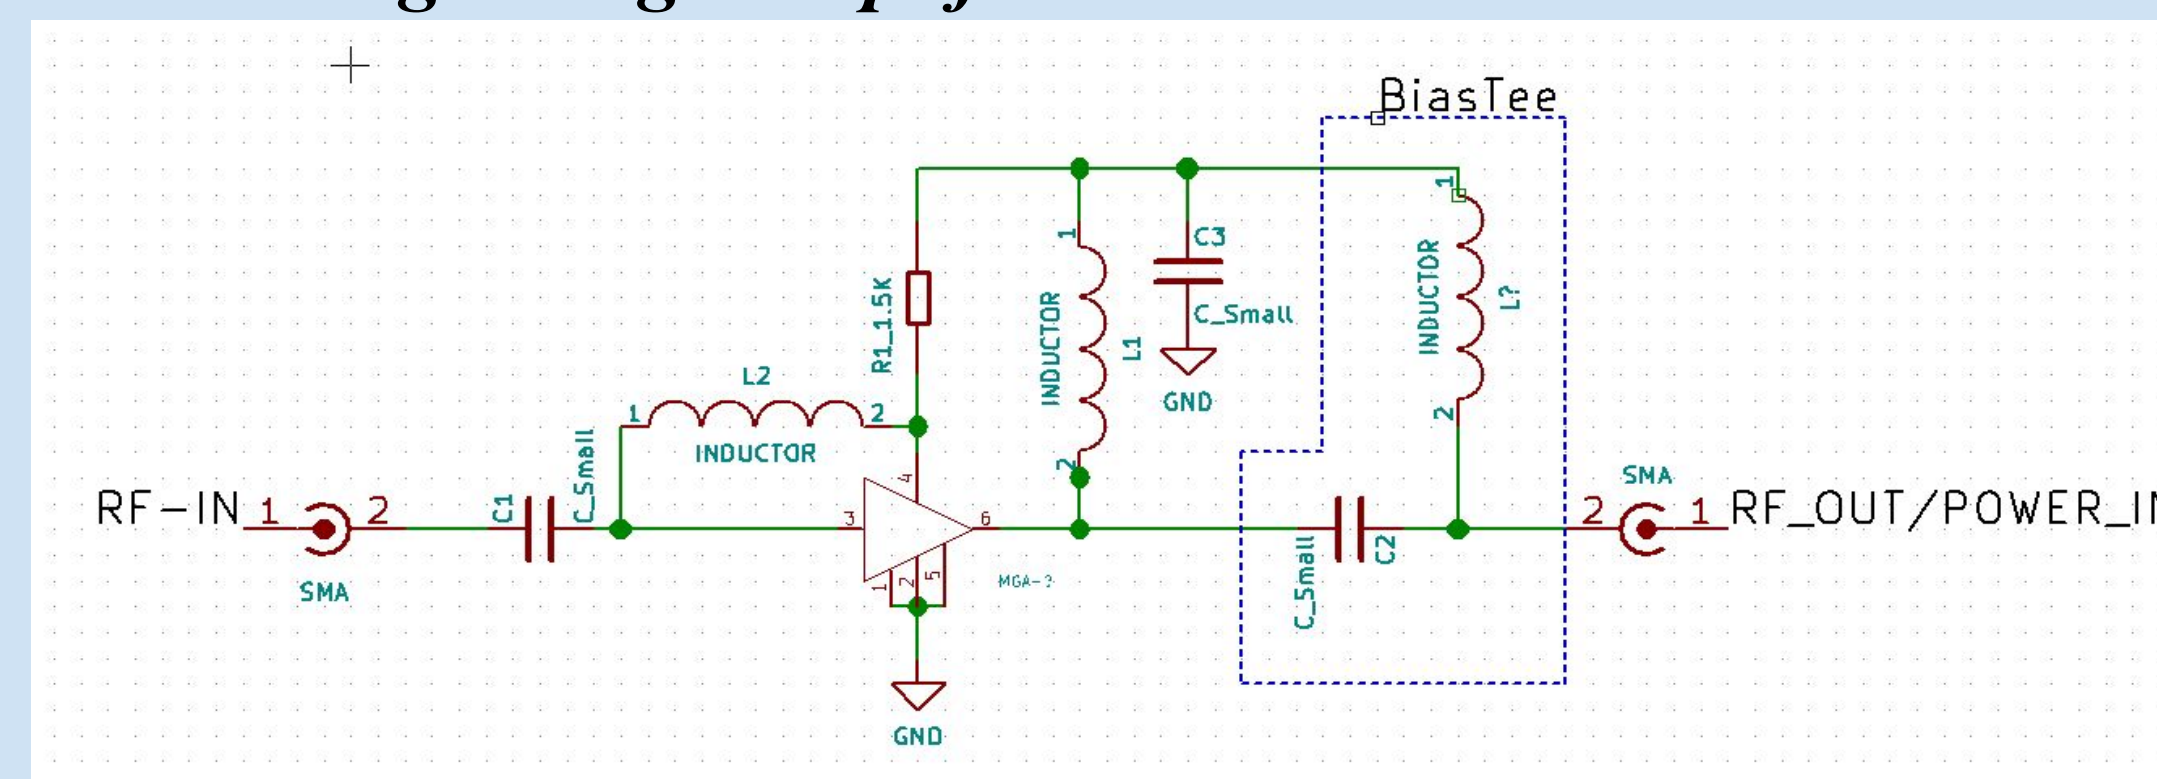 BiasTee
1
C3
1
INDUCTOR
L?
R1_1.5K
INDUCTOR
L1
C_Small
L2
GND
1
2
2
2
INDUCTOR
C_Small
4
SMA
RF-IN
1
2
C1
3
6
2
1
RF_OUT/POWER_IN
C2
C_Small
1
2
5
MGA-?
SMA
GND